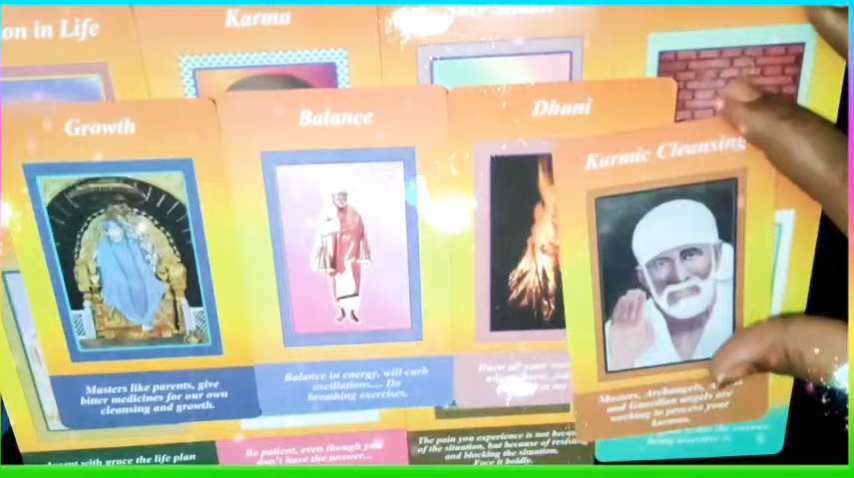 on in Life
Karma
Growth
Balance
Dhuni
Karmic Cleansing
Masters like parents, give
bitter medicines for our own
cleansing and growth.
Balance in energy, will curb
oscillations.... Do
breathing exercises.
Burn all your
in my
Masters, Archangels,
and Guardian angels are
working to process your
karmas.
Accept with grace the life plan
Be patient, even though you
don't have the answer...
The pain you experience is not
of the situation, but because of
and blocking the situation.
Face it boldly.